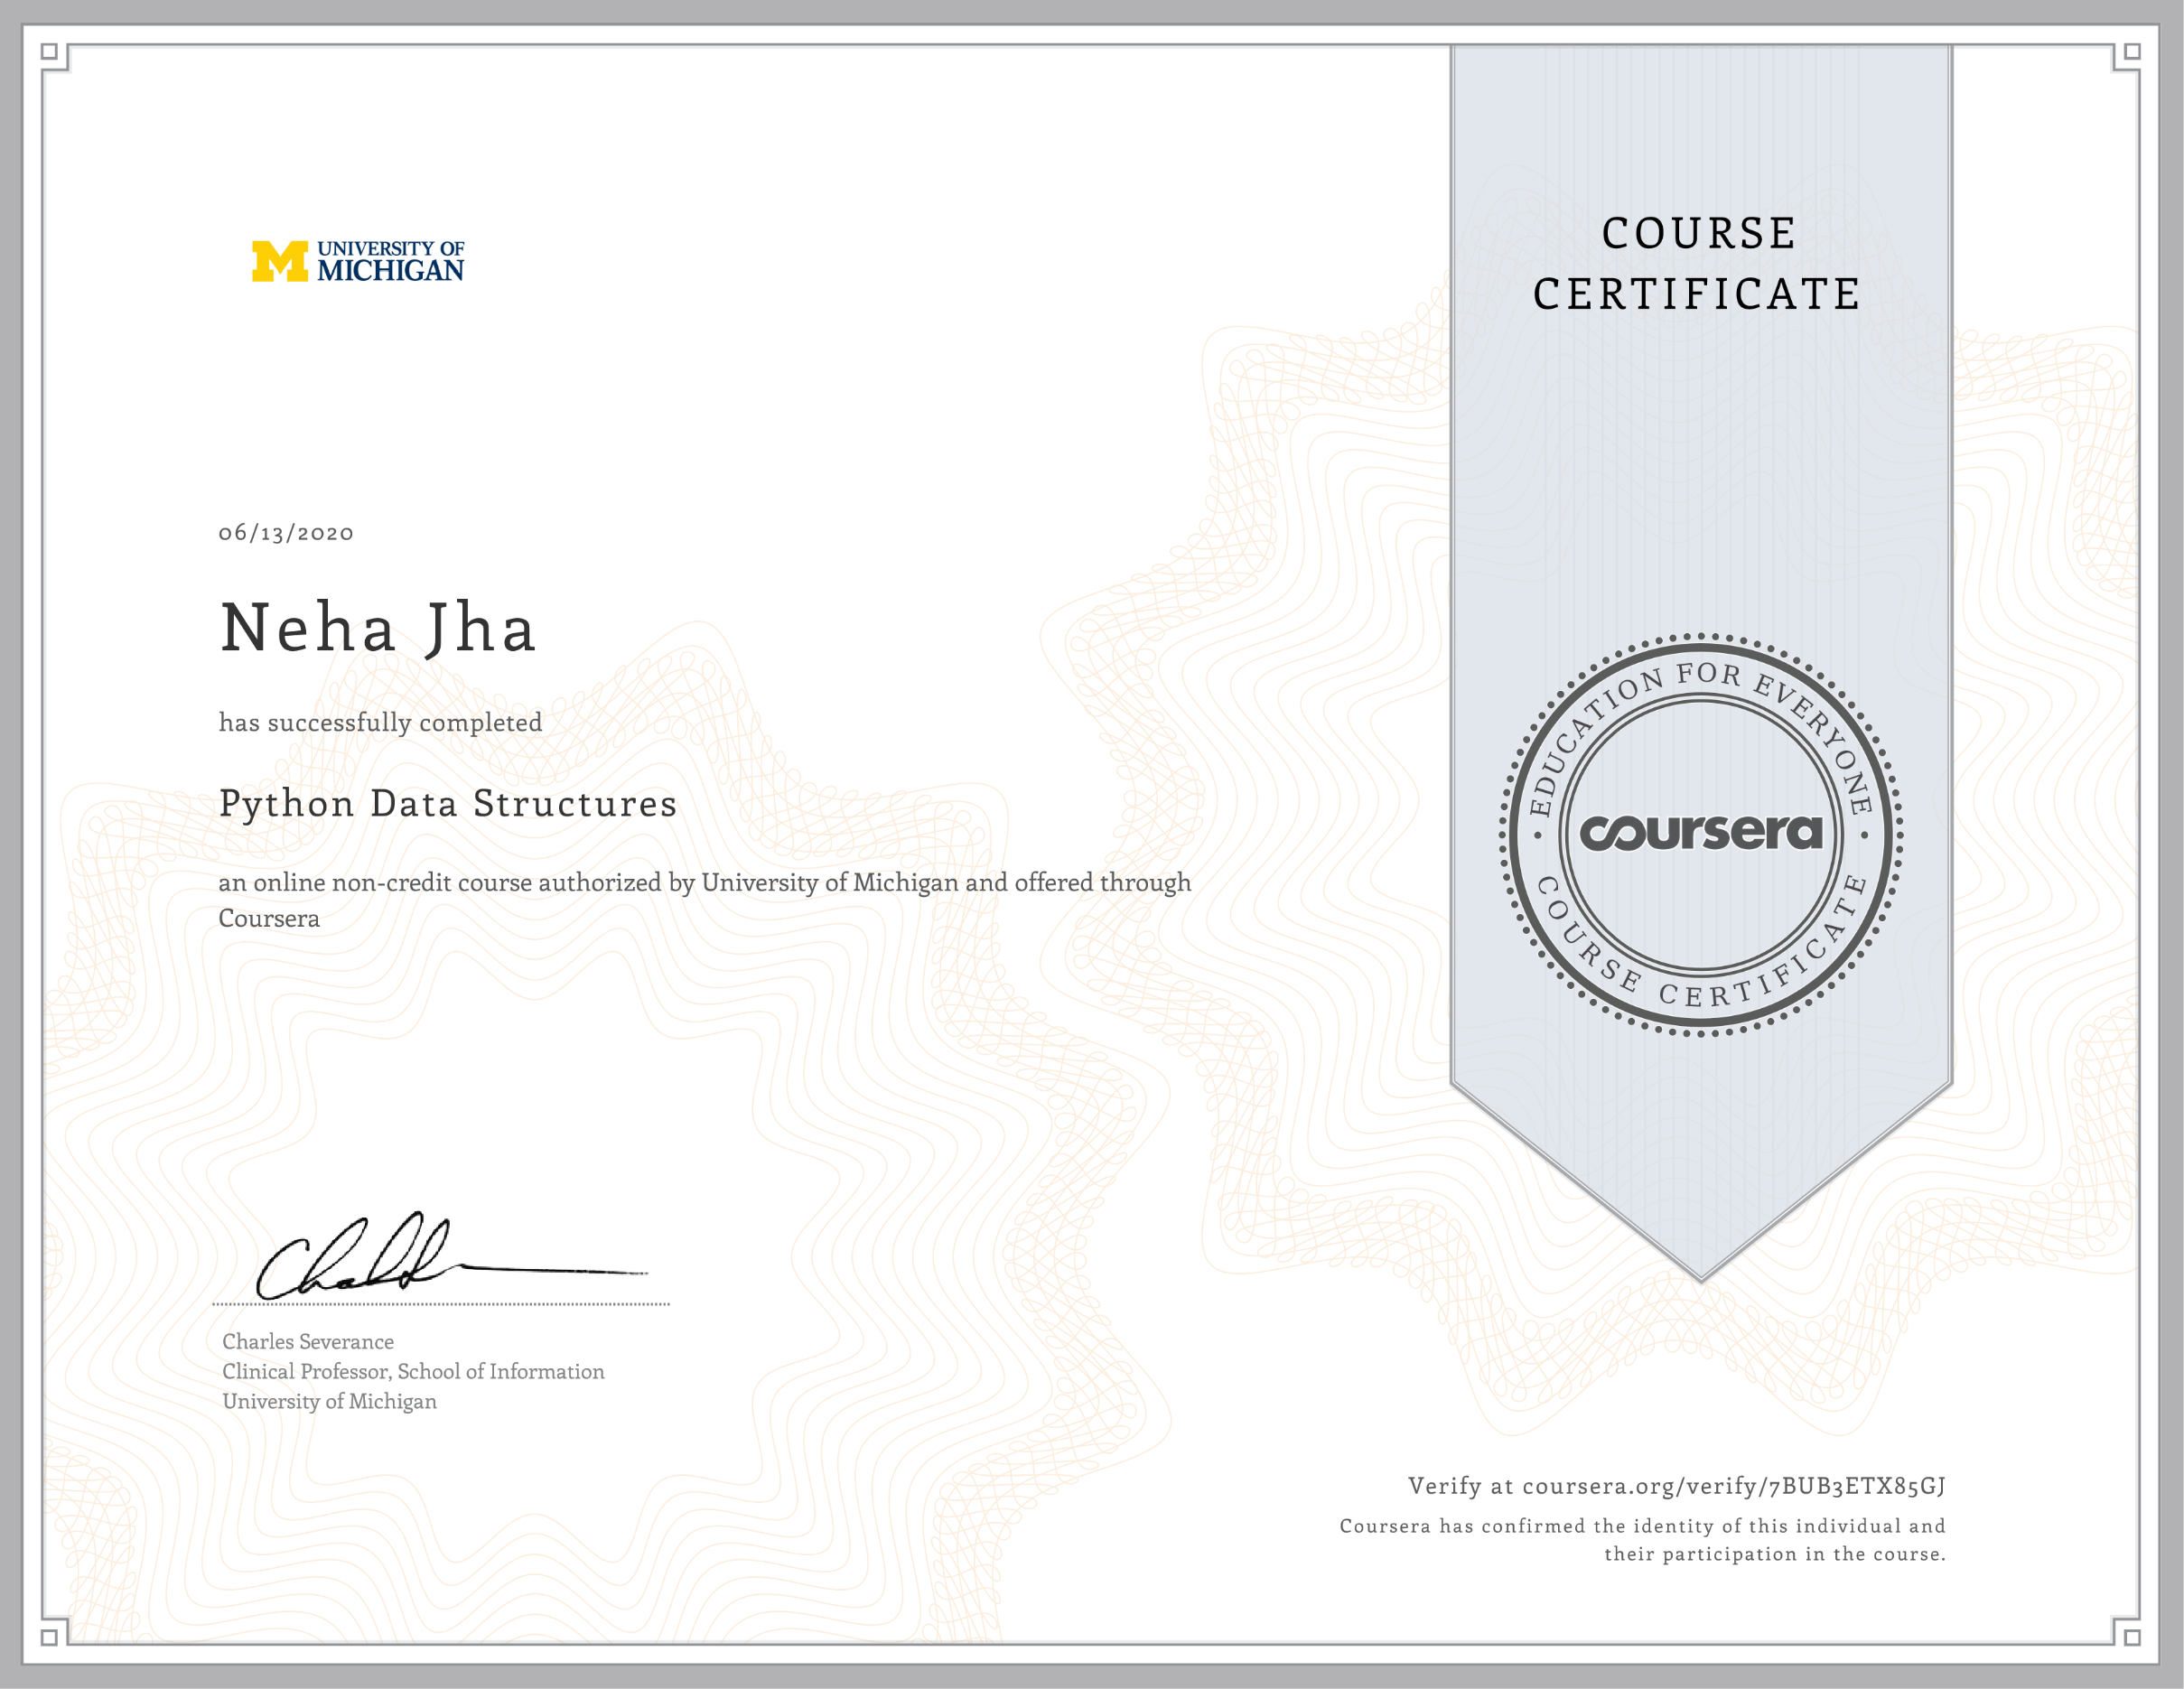 UNIVERSITY OF
MICHIGAN
COURSE
CERTIFICATE
06/13/2020
Neha Jha
has successfully completed
Python Data Structures
an online non-credit course authorized by University of Michigan and offered through
Coursera
EDUCATION FOR EVERYONE
coursera
COURSE CERTIFICATE
Charles Severance
Clinical Professor, School of Information
University of Michigan
Verify at coursera.org/verify/7BUB3ETX85GJ
Coursera has confirmed the identity of this individual and
their participation in the course.